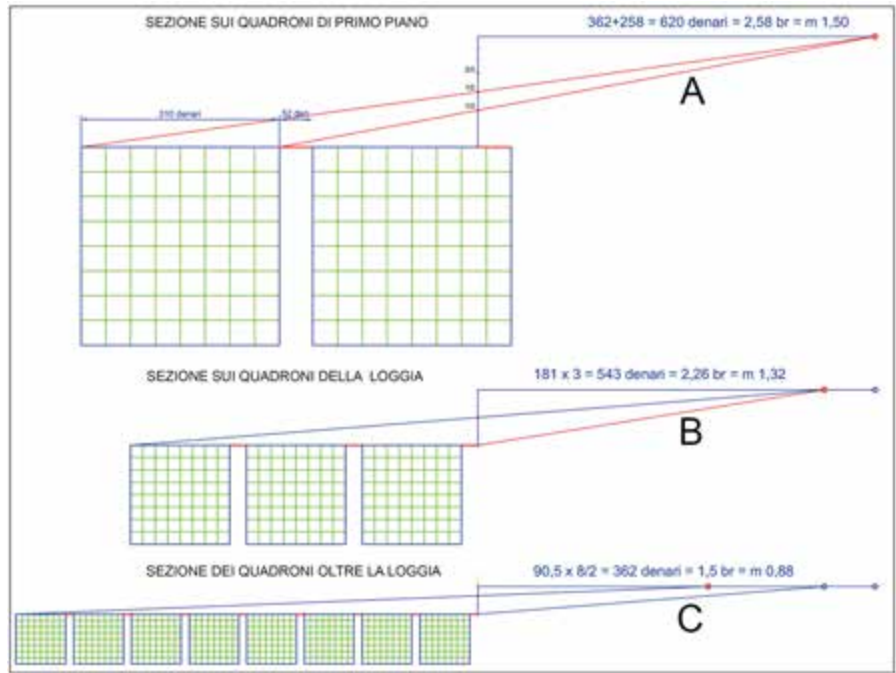 SEZIONE SUI QUADRONI DI PRIMO PIANO
362+258 = 620 denari = 2,58 br = m 1,50
A
310 denari
52 den
SEZIONE SUI QUADRONI DELLA LOGGIA
181 x 3 = 543 denari = 2,26 br = m 1,32
B
SEZIONE DEI QUADRONI OLTRE LA LOGGIA
90,5 x 8/2 = 362 denari = 1,5 br = m 0,88
C